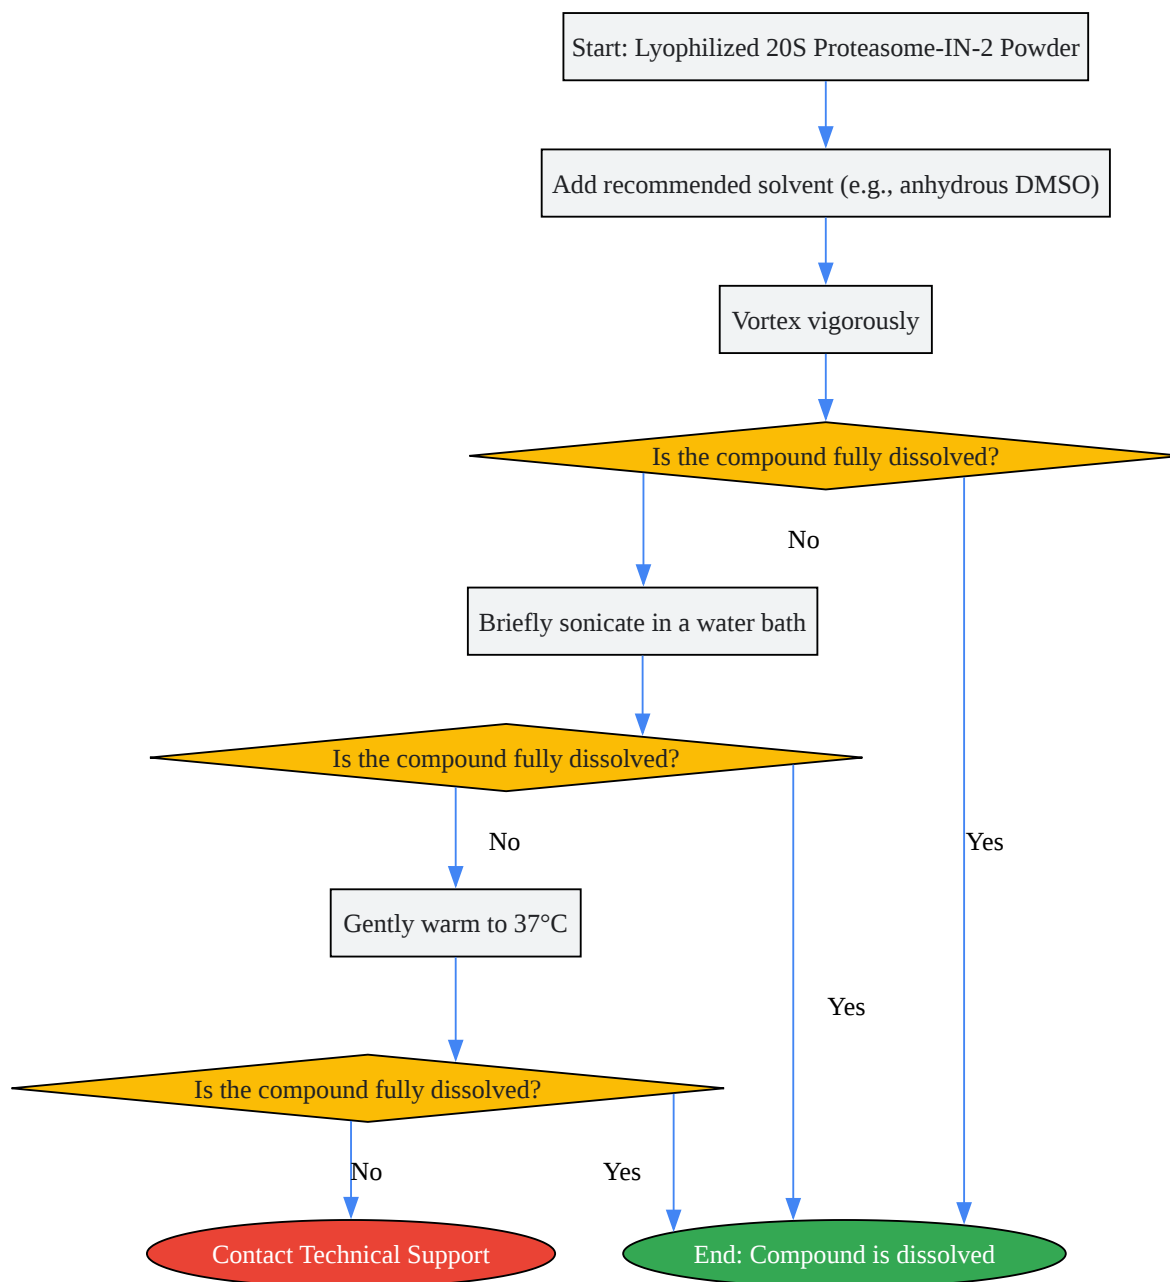 Start: Lyophilized 20S Proteasome-IN-2 Powder
Add recommended solvent (e.g., anhydrous DMSO)
Vortex vigorously
Is the compound fully dissolved?
No
Briefly sonicate in a water bath
Is the compound fully dissolved?
No
Yes
Gently warm to 37°C
Yes
Is the compound fully dissolved?
No
Yes
Contact Technical Support
End: Compound is dissolved